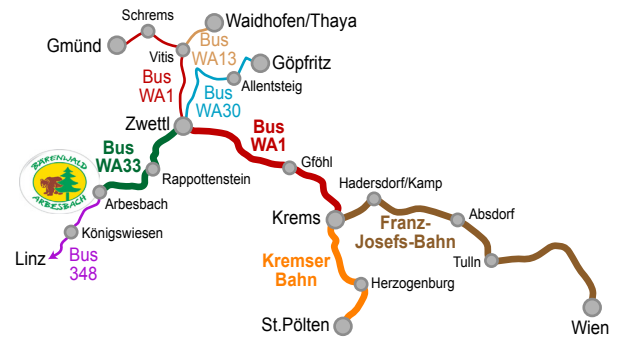 Schrems
Waidhofen/Thaya
Gmünd
Vitis
Bus
WA13
Göpfritz
Bus
WA1
Allentsteig
Bus
WA30
Zwettl
Bus
WA33
Bus
WA1
BÄRENWALD
ARBESBACH
Rappottenstein
Gföhl
Arbesbach
Hadersdorf/Kamp
Krems
Absdorf
Königswiesen
Franz-
Josefs-Bahn
Linz
Bus
348
Kremser
Bahn
Tulln
Herzogenburg
St.Pölten
Wien